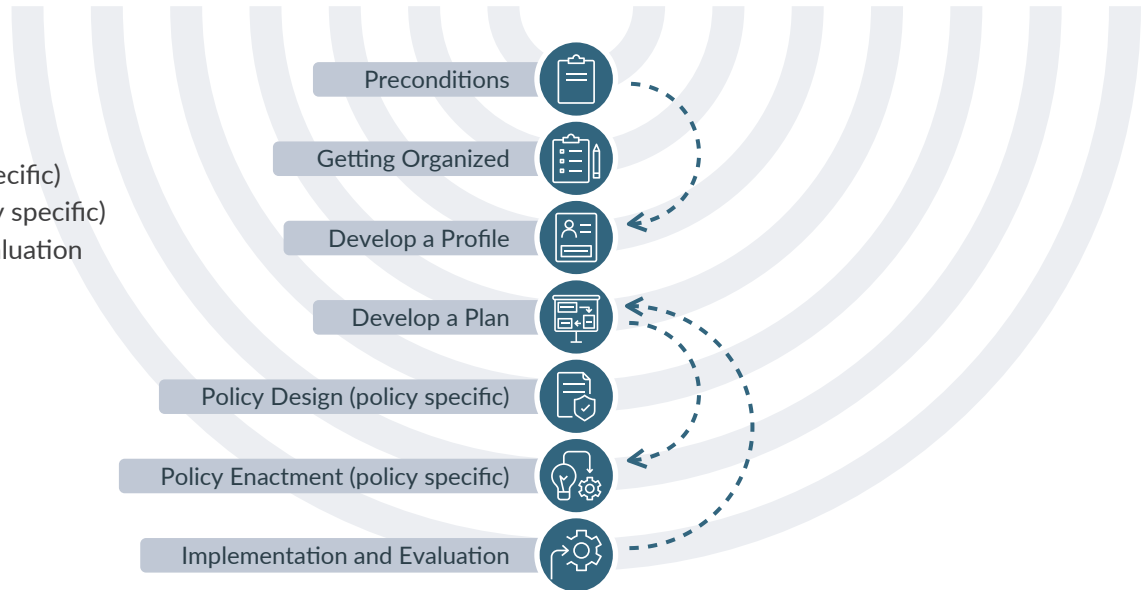 Preconditions
Getting Organized
specific)
luation
Develop a Profile
Develop a Plan
Policy Design (policy specific)
Policy Enactment (policy specific)
Implementation and Evaluation